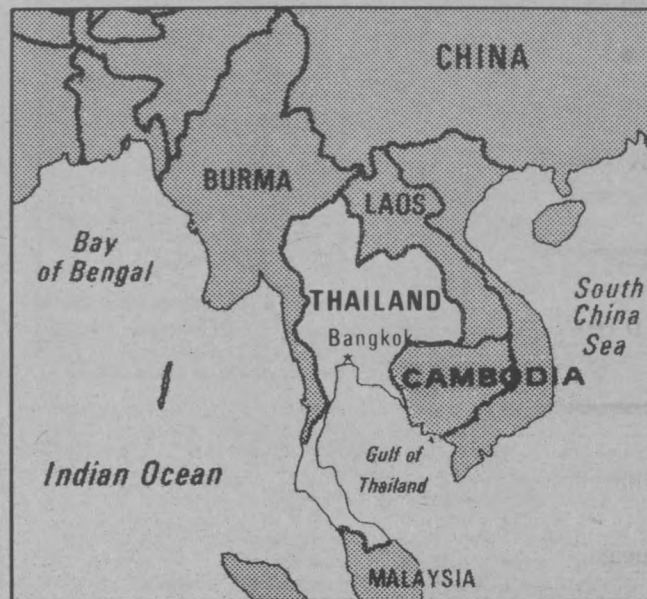 CHINA
BURMA
LAOS
Bay
of Bengal
THAILAND
Bangkok
South
China
Sea
CAMBODIA
Gulf of
Thailand
Indian Ocean
MALAYSIA